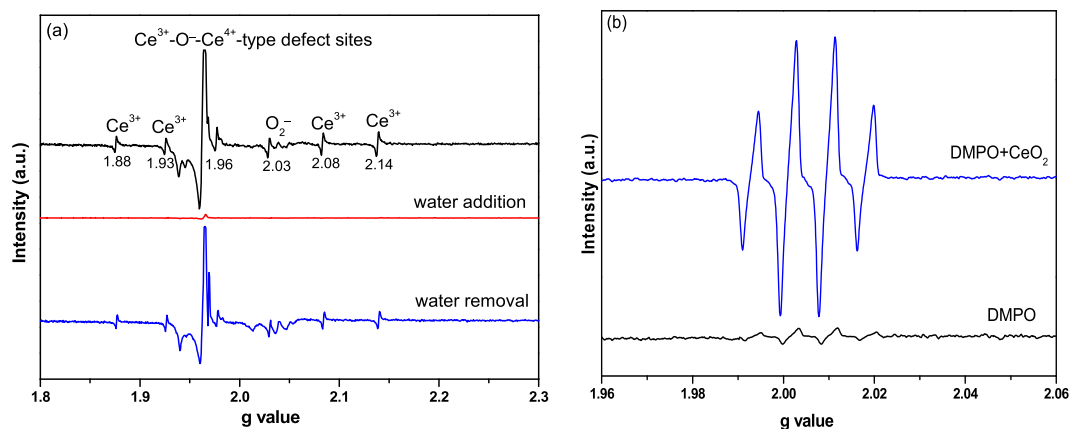 (a)
Ce³⁺-O⁻-Ce⁴⁺-type defect sites
Ce³⁺ Ce³⁺ O₂⁻ Ce³⁺ Ce³⁺
1.88 1.93 1.96 2.03 2.08 2.14
water addition
water removal
Intensity (a.u.)
1.8 1.9 2.0 2.1 2.2 2.3
g value
(b)
DMPO+CeO₂
DMPO
Intensity (a.u.)
1.96 1.98 2.00 2.02 2.04 2.06
g value